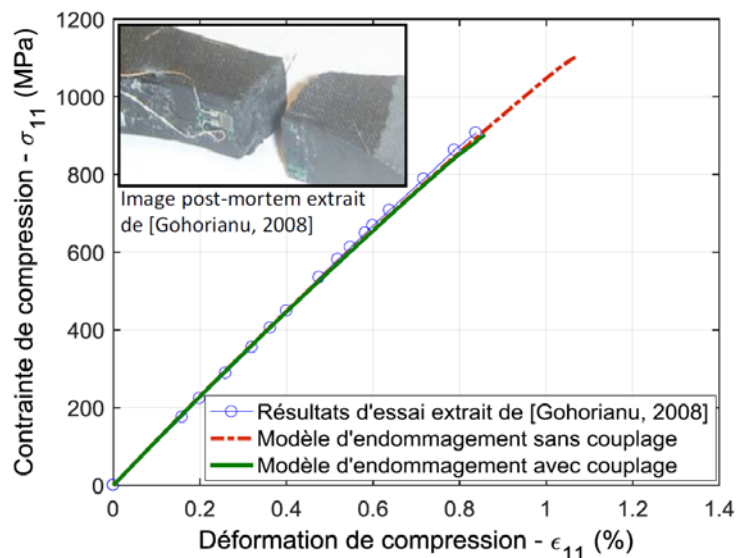 1200
1000
800
600
400
200
0
Contrainte de compression - σ11 (MPa)
Image post-mortem extrait
de [Gohorianu, 2008]
Résultats d'essai extrait de [Gohorianu, 2008]
Modèle d'endommagement sans couplage
Modèle d'endommagement avec couplage
0 0.2 0.4 0.6 0.8 1 1.2 1.4
Déformation de compression - ϵ11 (%)